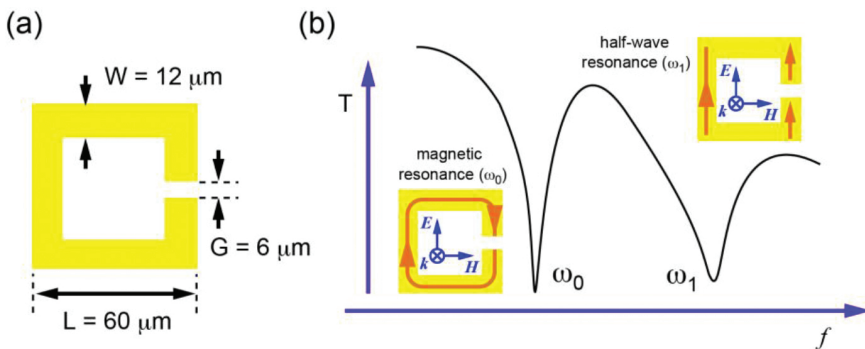 (a)
W = 12 μm
G = 6 μm
L = 60 μm
(b)
T
half-wave
resonance (ω₁)
E
k
H
magnetic
resonance (ω₀)
E
k
H
ω₀
ω₁
f